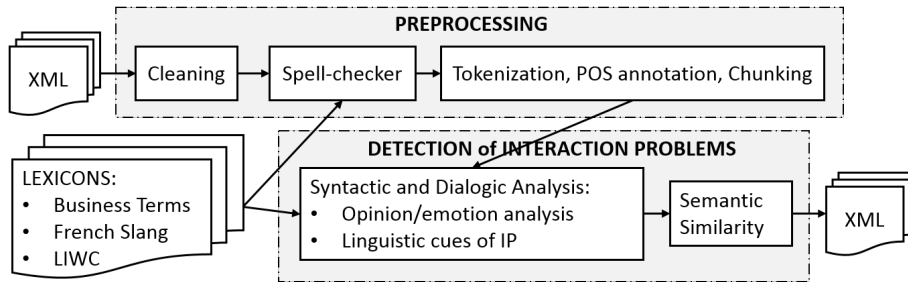 PREPROCESSING
XML
Cleaning
Spell-checker
Tokenization, POS annotation, Chunking
DETECTION of INTERACTION PROBLEMS
LEXICONS:
• Business Terms
• French Slang
• LIWC
Syntactic and Dialogic Analysis:
• Opinion/emotion analysis
• Linguistic cues of IP
Semantic
Similarity
XML